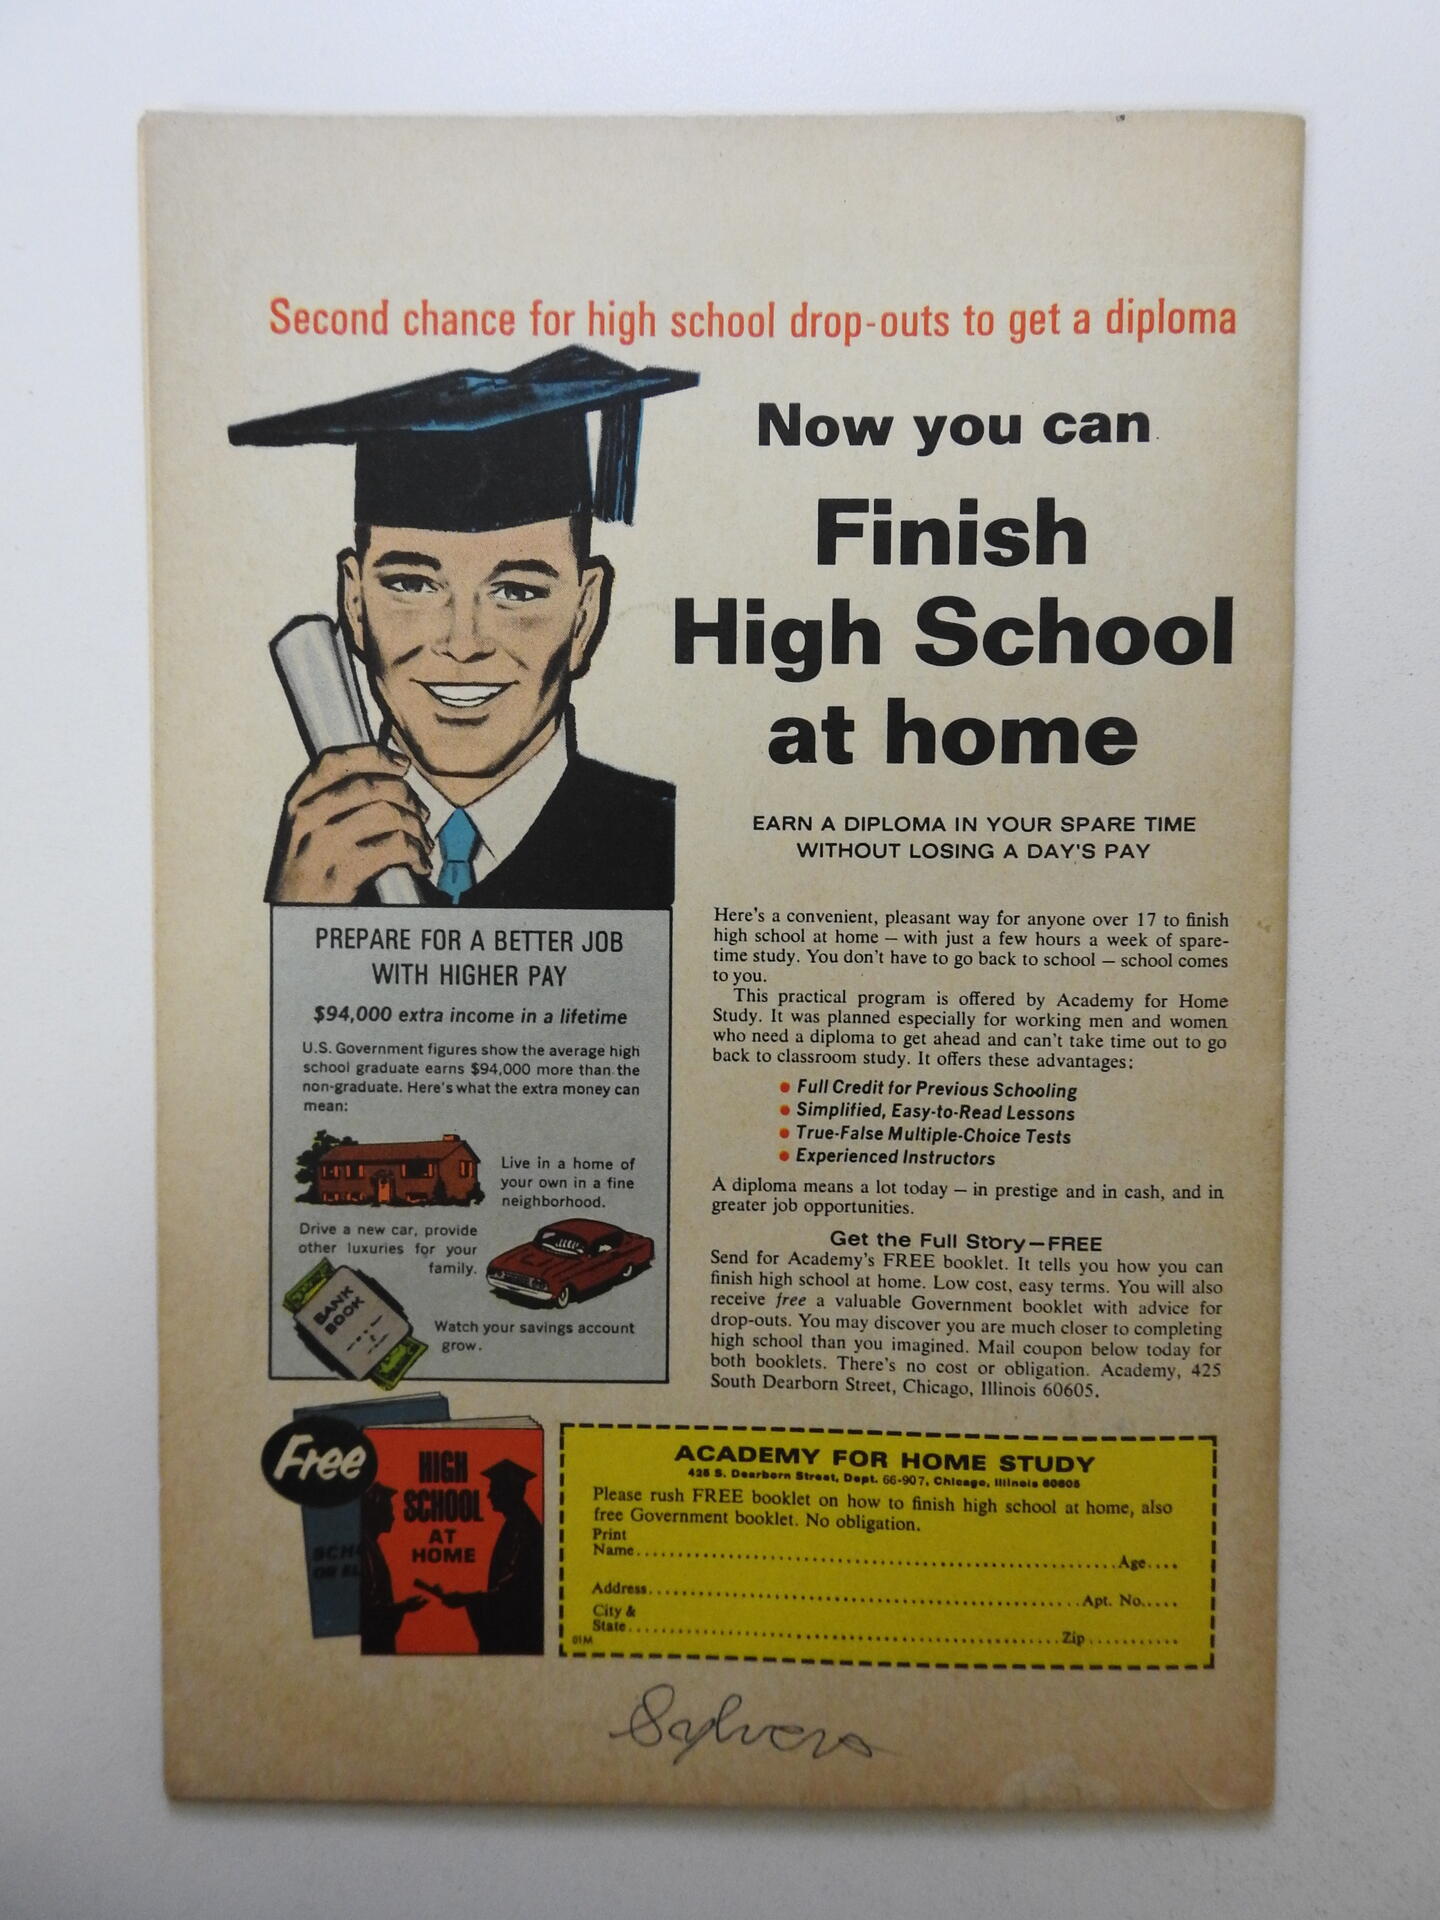 Second chance for high school drop-outs to get a diploma
Now you can
Finish
High School
at home
EARN A DIPLOMA IN YOUR SPARE TIME
WITHOUT LOSING A DAY'S PAY
PREPARE FOR A BETTER JOB
WITH HIGHER PAY
$94,000 extra income in a lifetime
U.S. Government figures show the average high
school graduate earns $94,000 more than the
non-graduate. Here's what the extra money can
mean:
Live in a home of
your own in a fine
neighborhood.
Drive a new car, provide
other luxuries for your
family.
BANK
BOOK
Watch your savings account
grow.
Here's a convenient, pleasant way for anyone over 17 to finish
high school at home — with just a few hours a week of spare-
time study. You don't have to go back to school — school comes
to you.
This practical program is offered by Academy for Home
Study. It was planned especially for working men and women
who need a diploma to get ahead and can't take time out to go
back to classroom study. It offers these advantages:
• Full Credit for Previous Schooling
• Simplified, Easy-to-Read Lessons
• True-False Multiple-Choice Tests
• Experienced Instructors
A diploma means a lot today — in prestige and in cash, and in
greater job opportunities.
Get the Full Story—FREE
Send for Academy's FREE booklet. It tells you how you can
finish high school at home. Low cost, easy terms. You will also
receive free a valuable Government booklet with advice for
drop-outs. You may discover you are much closer to completing
high school than you imagined. Mail coupon below today for
both booklets. There's no cost or obligation. Academy, 425
South Dearborn Street, Chicago, Illinois 60605.
Free
HIGH
SCHOOL
AT
HOME
SCH
OR EL
ACADEMY FOR HOME STUDY
425 S. Dearborn Street, Dept. 66-907, Chicago, Illinois 60605
Please rush FREE booklet on how to finish high school at home, also
free Government booklet. No obligation.
Print
Name.......................................................Age....
Address..................................................Apt. No.....
City &
State..................................................Zip...........
01M
Sylvers